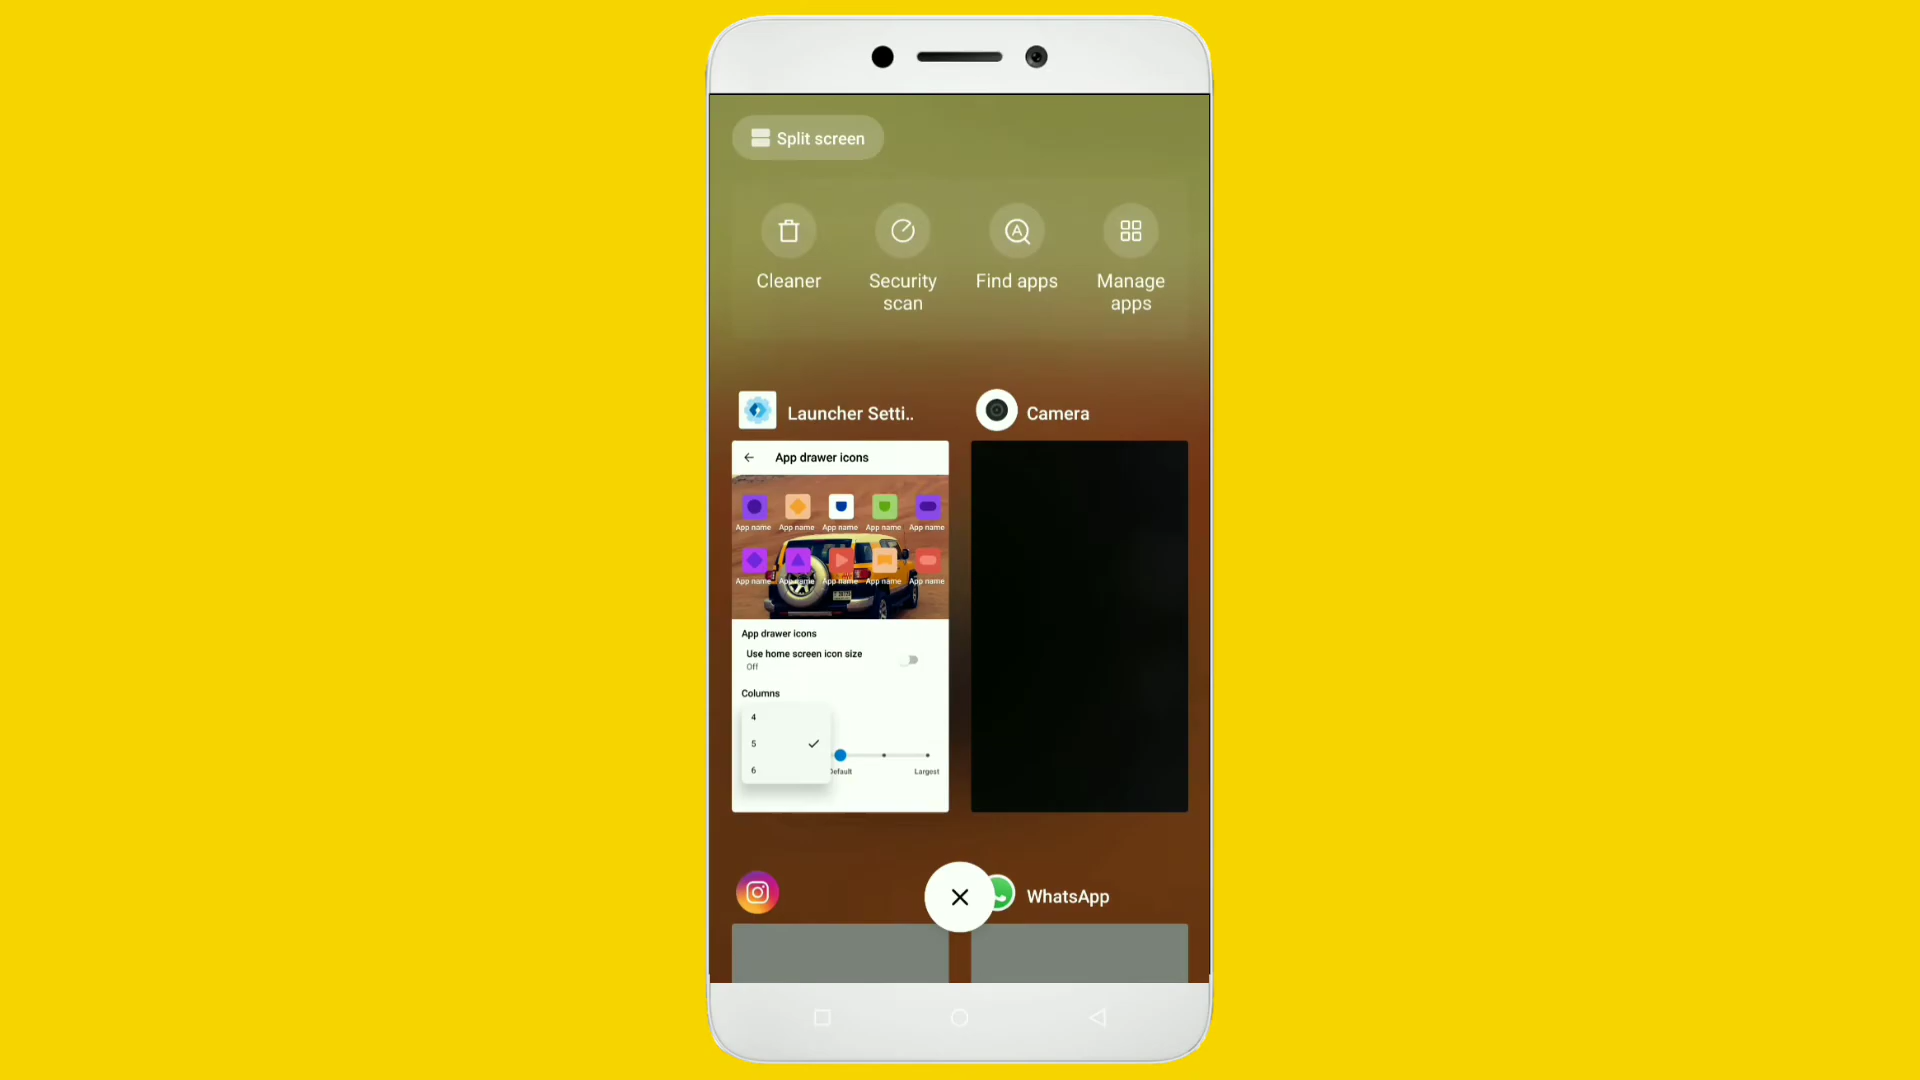 Split screen
Cleaner
Security
scan
Find apps
Manage
apps
Launcher Setti..
Camera
App drawer icons
App name App name App name App name App name
App name App name App name App name App name
App drawer icons
Use home screen icon size
Off
Columns
4
5
6
Default
Largest
WhatsApp